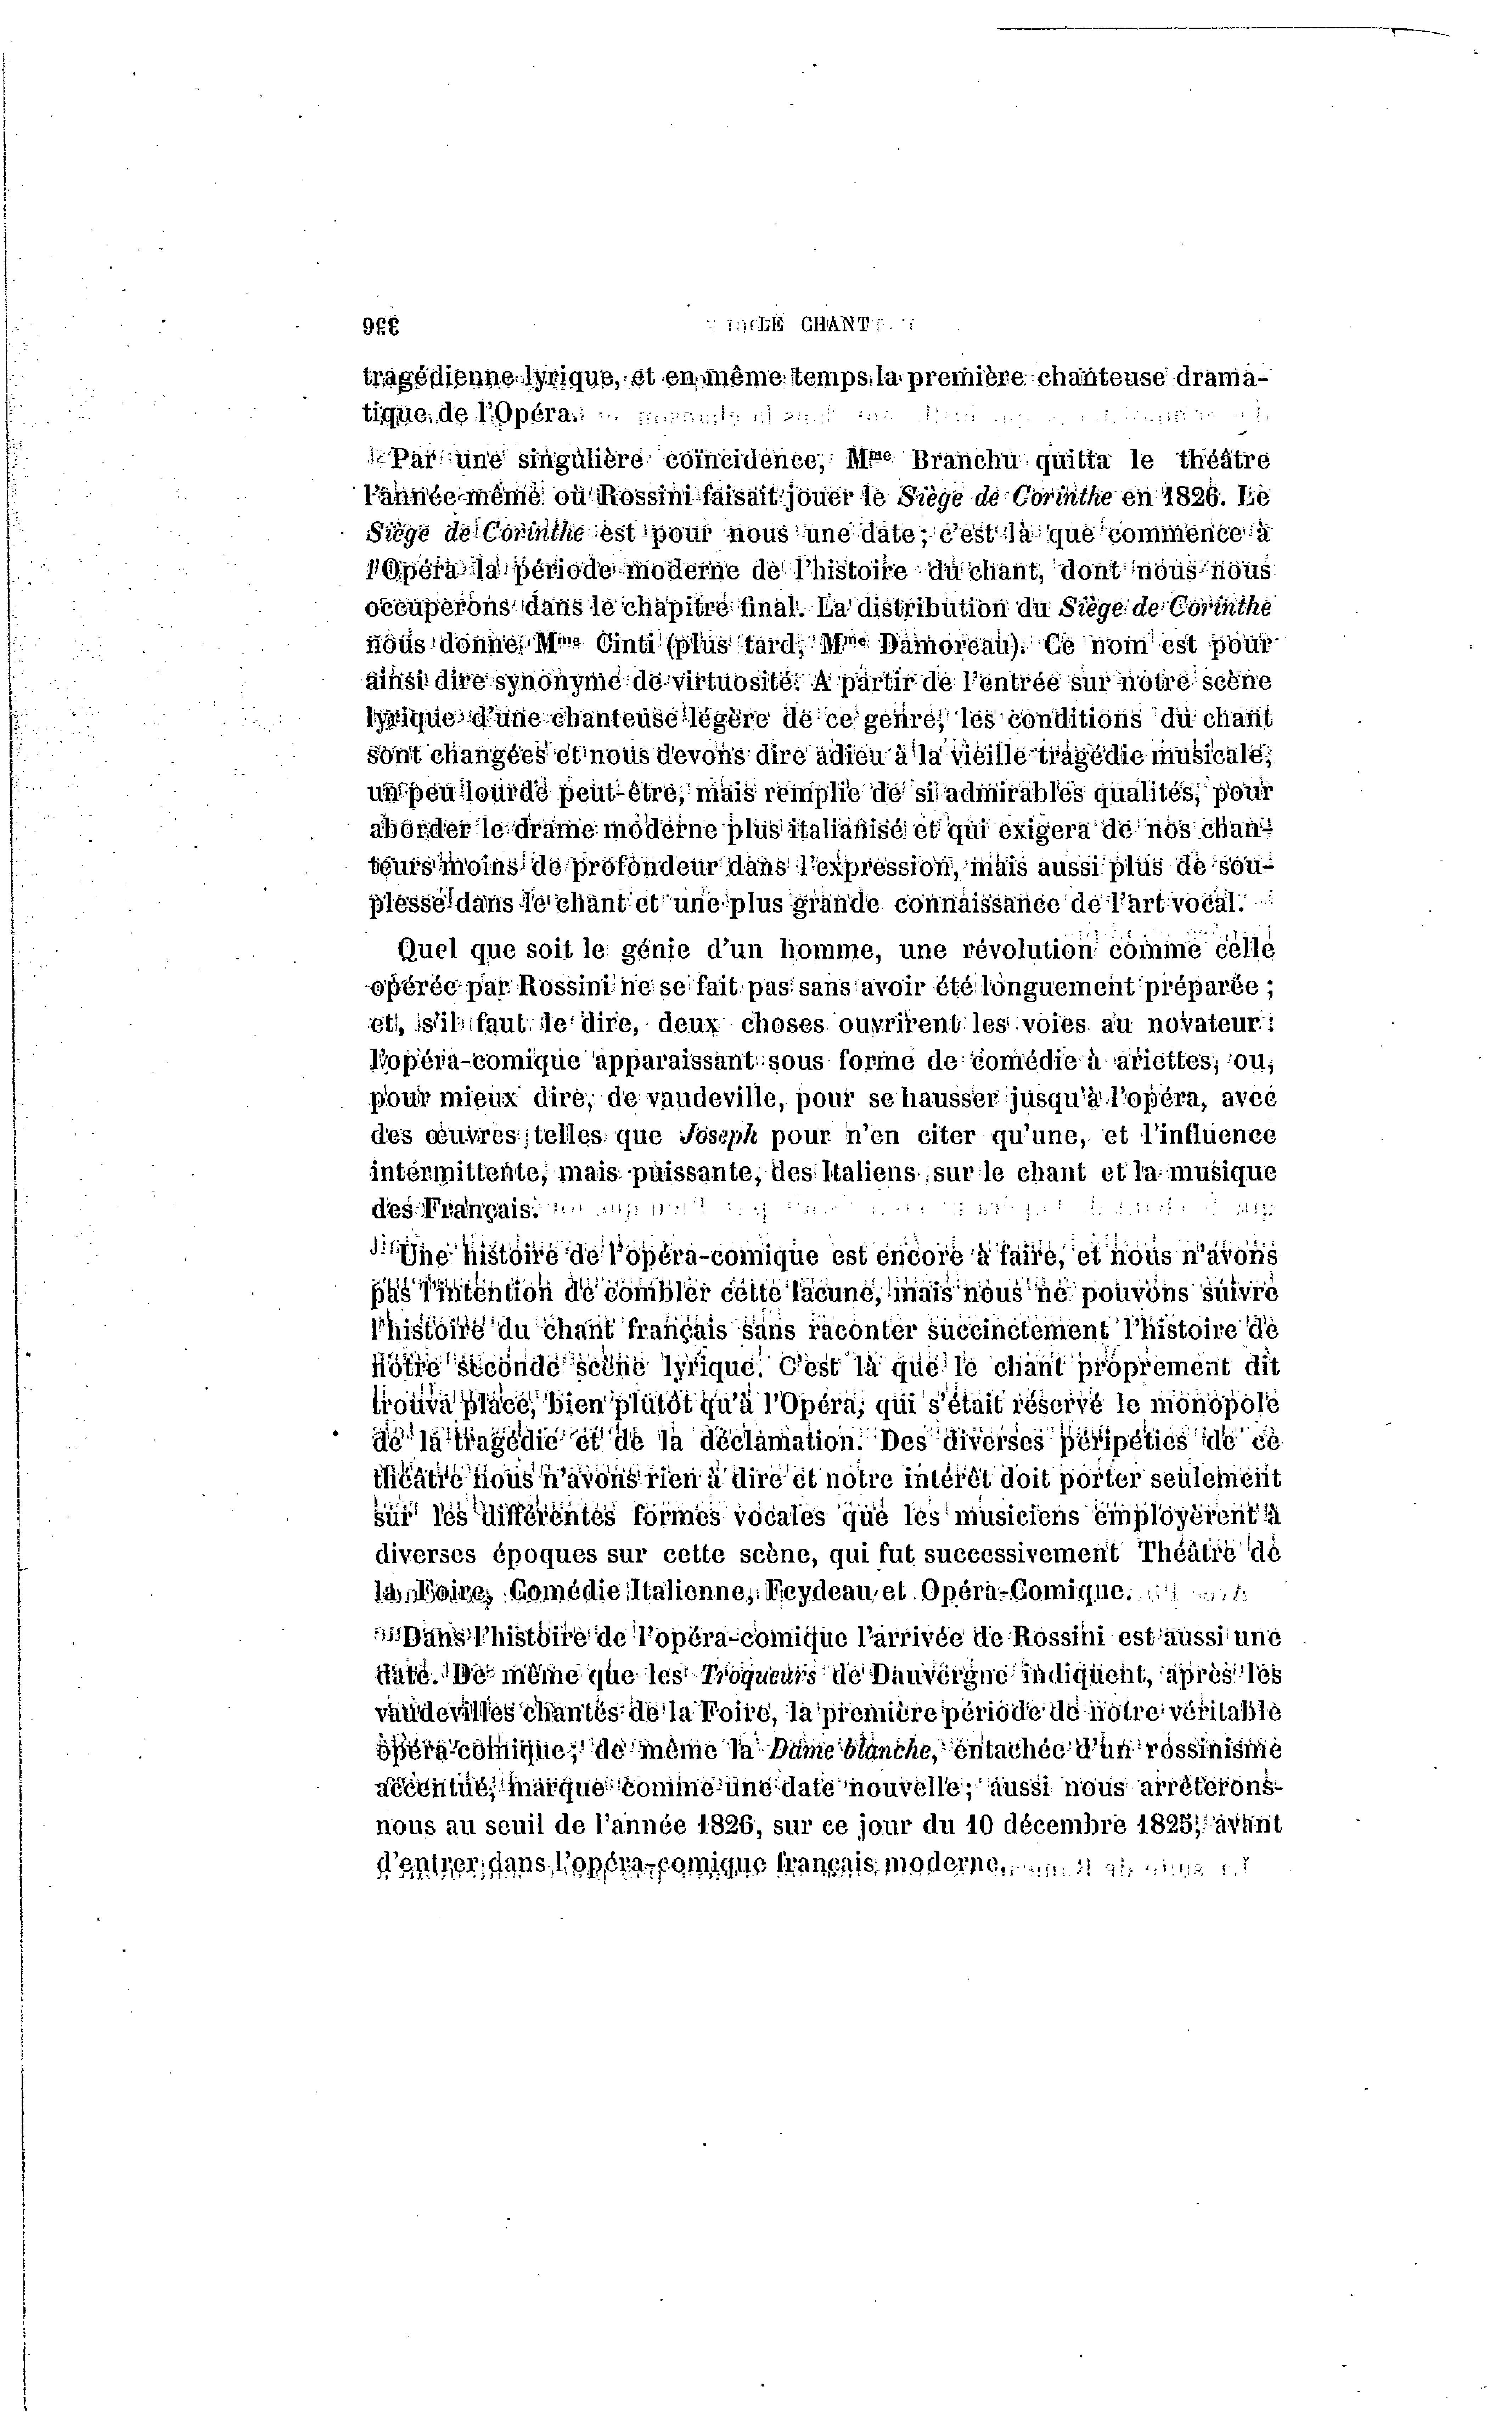 LE CHANT
tragédienne lyrique, et en même temps la première chanteuse drama-
tique de l'Opéra.
Par une singulière coïncidence, Mme Branchu quitta le théâtre
l'année même où Rossini faisait jouer le Siège de Corinthe en 1826. Le
Siège de Corinthe est pour nous une date; c'est là que commence à
l'Opéra la période moderne de l'histoire du chant, dont nous nous
occuperons dans le chapitre final. La distribution du Siège de Corinthe
nous donne Mme Cinti (plus tard, Mme Damoreau). Ce nom est pour
ainsi dire synonyme de virtuosité. A partir de l'entrée sur notre scène
lyrique d'une chanteuse légère de ce genre, les conditions du chant
sont changées et nous devons dire adieu à la vieille tragédie musicale,
un peu lourde peut-être, mais remplie de si admirables qualités, pour
aborder le drame moderne plus italianisé et qui exigera de nos chan-
teurs moins de profondeur dans l'expression, mais aussi plus de sou-
plesse dans le chant et une plus grande connaissance de l'art vocal.
Quel que soit le génie d'un homme, une révolution comme celle
opérée par Rossini ne se fait pas sans avoir été longuement préparée ;
et, s'il faut le dire, deux choses ouvrirent les voies au novateur :
l'opéra-comique apparaissant sous forme de comédie à ariettes, ou,
pour mieux dire, de vaudeville, pour se hausser jusqu'à l'opéra, avec
des œuvres telles que Joseph pour n'en citer qu'une, et l'influence
intermittente, mais puissante, des Italiens sur le chant et la musique
des Français.
Une histoire de l'opéra-comique est encore à faire, et nous n'avons
pas l'intention de combler cette lacune, mais nous ne pouvons suivre
l'histoire du chant français sans raconter succinctement l'histoire de
notre seconde scène lyrique. C'est là que le chant proprement dit
trouva place, bien plutôt qu'à l'Opéra, qui s'était réservé le monopole
de la tragédie et de la déclamation. Des diverses péripéties de ce
théâtre nous n'avons rien à dire et notre intérêt doit porter seulement
sur les différentes formes vocales que les musiciens employèrent à
diverses époques sur cette scène, qui fut successivement Théâtre de
la Foire, Comédie Italienne, Feydeau et Opéra-Comique.
Dans l'histoire de l'opéra-comique l'arrivée de Rossini est aussi une
date. De même que les Troqueurs de Dauvergne indiquent, après les
vaudevilles chantés de la Foire, la première période de notre véritable
opéra comique, de même la Dame blanche, entachée d'un rossinisme
accentué, marque comme une date nouvelle; aussi nous arrêterons-
nous au seuil de l'année 1826, sur ce jour du 10 décembre 1825, avant
d'entrer dans l'opéra-comique français moderne.